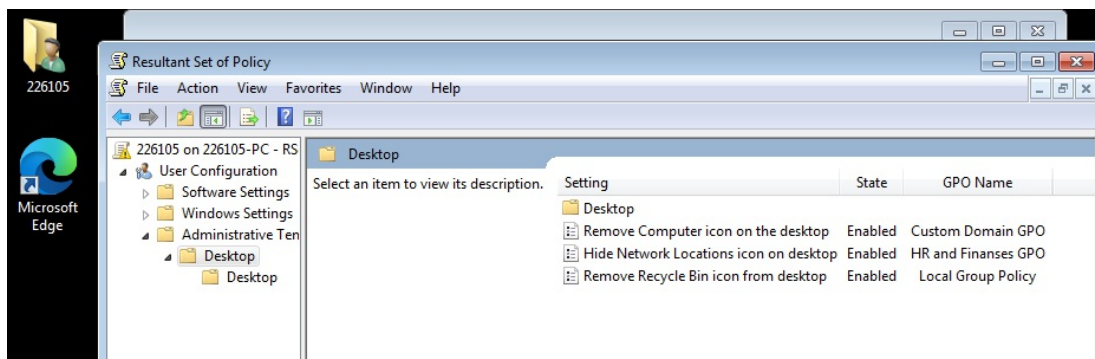 226105
Microsoft
Edge
Resultant Set of Policy
File Action View Favorites Window Help
226105 on 226105-PC - RS
User Configuration
Software Settings
Windows Settings
Administrative Ten
Desktop
Desktop
Desktop
Select an item to view its description.
Setting State GPO Name
Desktop
Remove Computer icon on the desktop Enabled Custom Domain GPO
Hide Network Locations icon on desktop Enabled HR and Finanses GPO
Remove Recycle Bin icon from desktop Enabled Local Group Policy